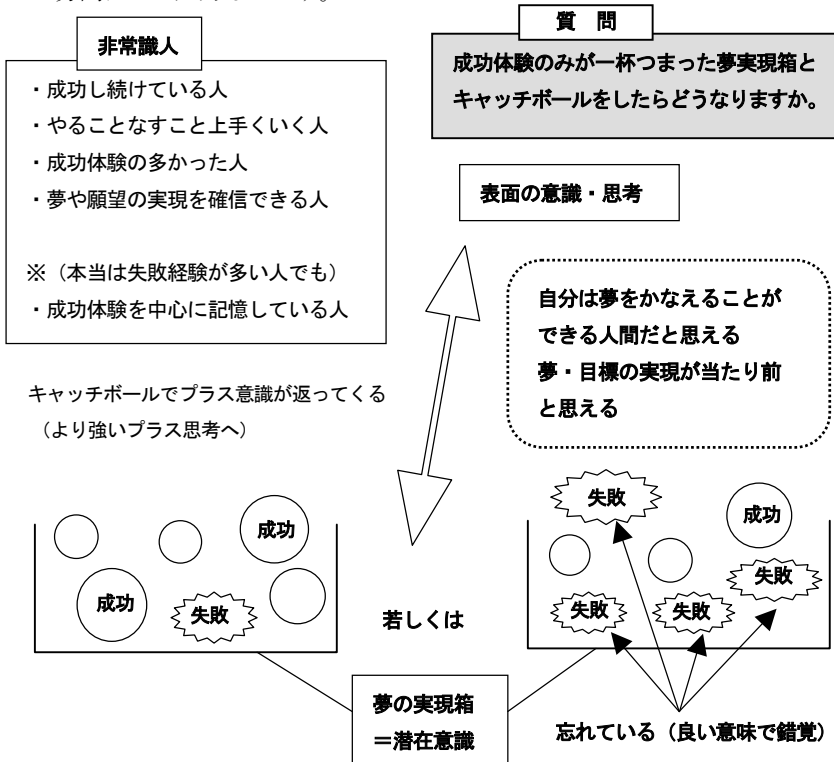 質 問
成功体験のみが一杯つまった夢実現箱と
キャッチボールをしたらどうなりますか。
非常識人
・成功し続けている人
・やることなすこと上手くいく人
・成功体験の多かった人
・夢や願望の実現を確信できる人
※（本当は失敗経験が多い人でも）
・成功体験を中心に記憶している人
表面の意識・思考
自分は夢をかなえることが
できる人間だと思える
夢・目標の実現が当たり前
と思える
キャッチボールでプラス意識が返ってくる
（より強いプラス思考へ）
成功
成功
失敗
若しくは
失敗
成功
失敗
失敗
失敗
夢の実現箱
＝潜在意識
忘れている（良い意味で錯覚）